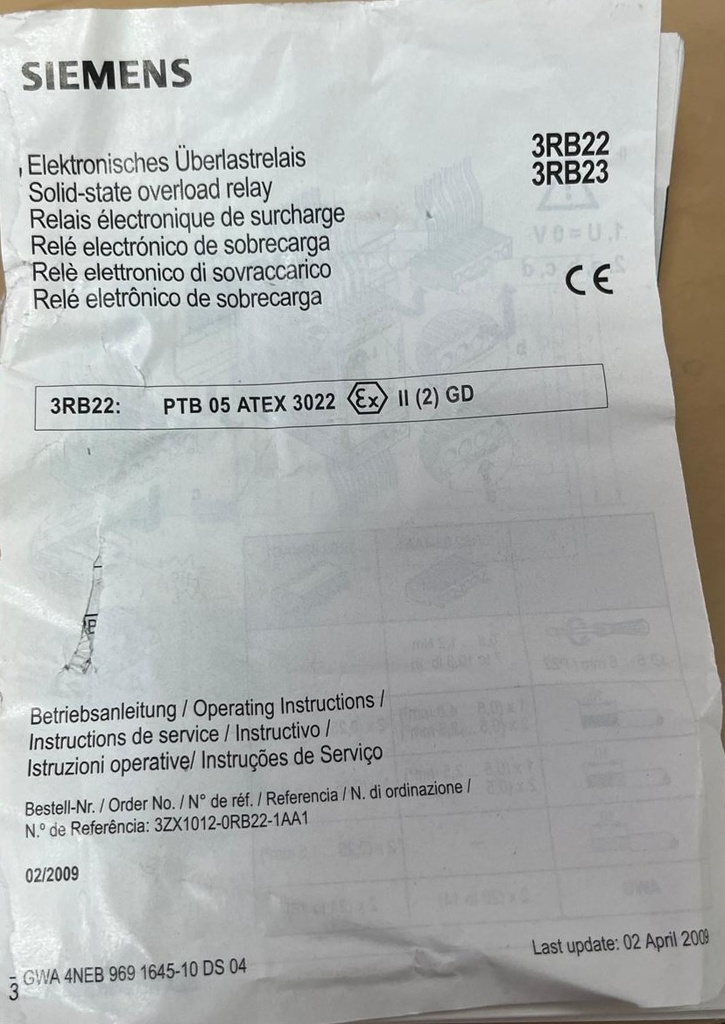 SIEMENS
Elektronisches Überlastrelais
Solid-state overload relay
Relais électronique de surcharge
Relé electrónico de sobrecarga
Relè elettronico di sovraccarico
Relé eletrônico de sobrecarga
3RB22
3RB23
CE
3RB22: PTB 05 ATEX 3022 Ex II (2) GD
Betriebsanleitung / Operating Instructions /
Instructions de service / Instructivo /
Istruzioni operative/ Instruções de Serviço
Bestell-Nr. / Order No. / N° de réf. / Referencia / N. di ordinazione /
N.º de Referência: 3ZX1012-0RB22-1AA1
02/2009
GWA 4NEB 969 1645-10 DS 04
Last update: 02 April 2009
3